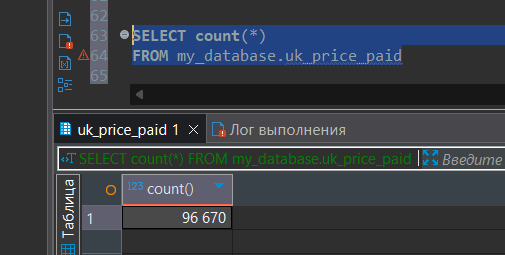 62
63 SELECT count(*)
64 FROM my_database.uk_price_paid
65
uk_price_paid 1 Лог выполнения
T SELECT count(*) FROM my_database.uk_price_paid Введите
Таблица
123 count()
1 96 670